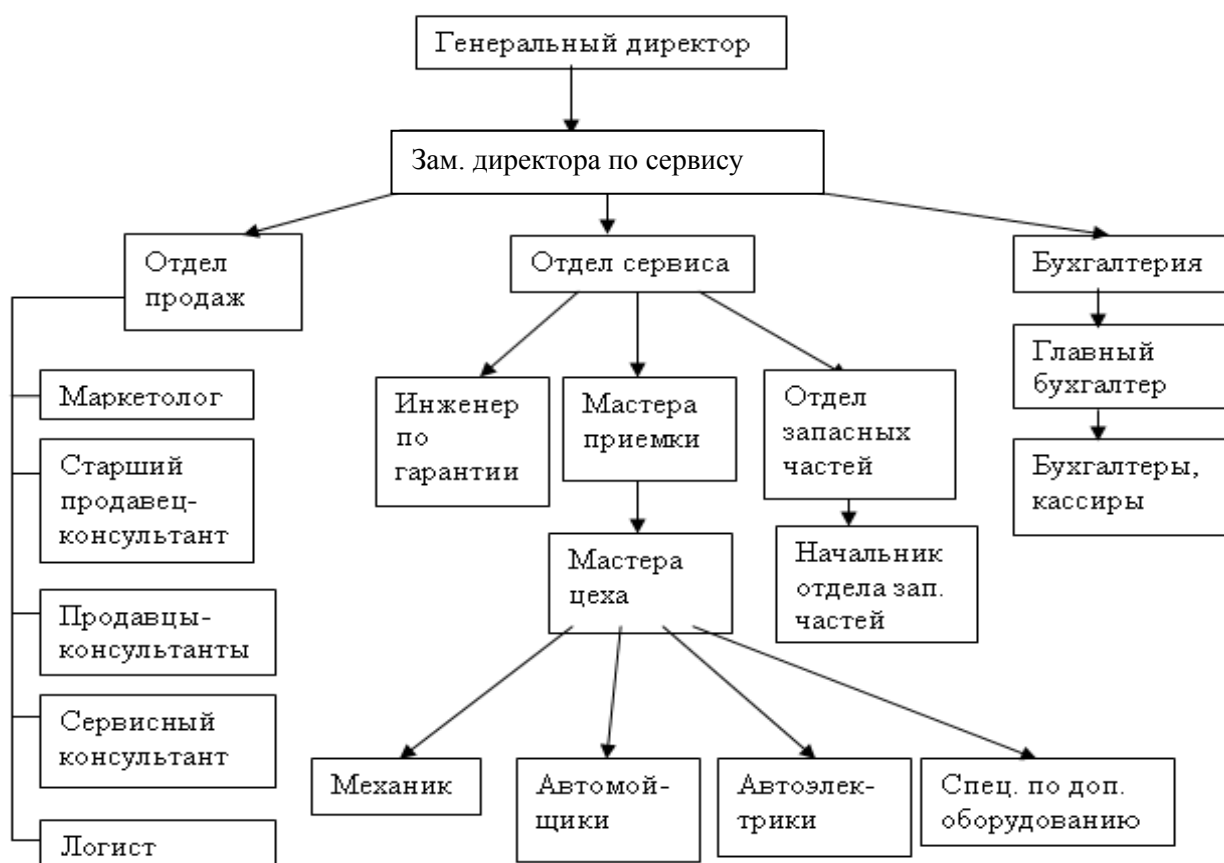 Генеральный директор
Зам. директора по сервису
Отдел
продаж
Отдел сервиса
Бухгалтерия
Маркетолог
Старший
продавец-
консультант
Продавцы-
консультанты
Сервисный
консультант
Логист
Инженер
по
гарантии
Мастера
приемки
Отдел
запасных
частей
Главный
бухгалтер
Бухгалтеры,
кассиры
Мастера
цеха
Начальник
отдела зап.
частей
Механик
Автомой-
щики
Автоэлек-
трики
Спец. по доп.
оборудованию